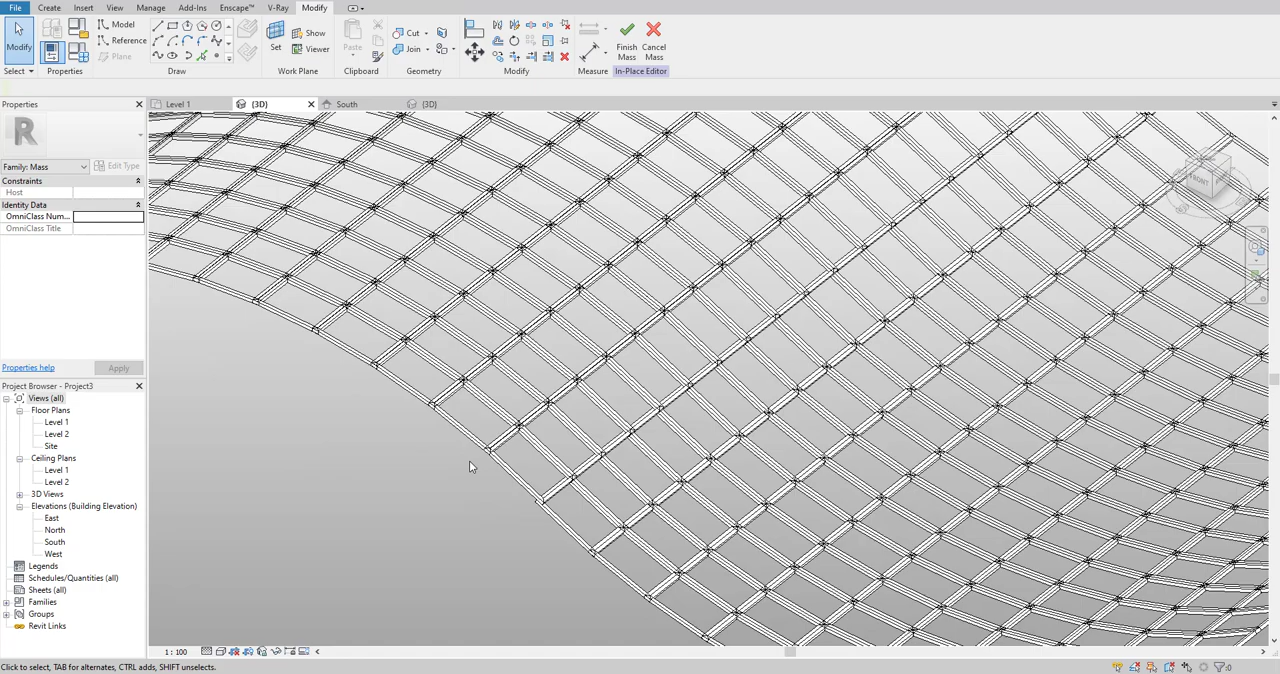 File Create Insert View Manage Add-Ins Enscape™ V-Ray Modify
Modify
Select
Properties
Model
Reference
Plane
Draw
Set
Show
Viewer
Work Plane
Paste
Clipboard
Cut
Join
Geometry
Modify
Measure
Finish
Mass
Cancel
Mass
In-Place Editor
Properties
Level 1
(3D)
South
(3D)
R
Family: Mass
Edit Type
Constraints
Host
Identity Data
OmniClass Num...
OmniClass Title
Properties help
Apply
Project Browser - Project3
Views (all)
Floor Plans
Level 1
Level 2
Site
Ceiling Plans
Level 1
Level 2
3D Views
Elevations (Building Elevation)
East
North
South
West
Legends
Schedules/Quantities (all)
Sheets (all)
Families
Groups
Revit Links
FRONT
1 : 100
Click to select, TAB for alternates, CTRL adds, SHIFT unselects.
:0